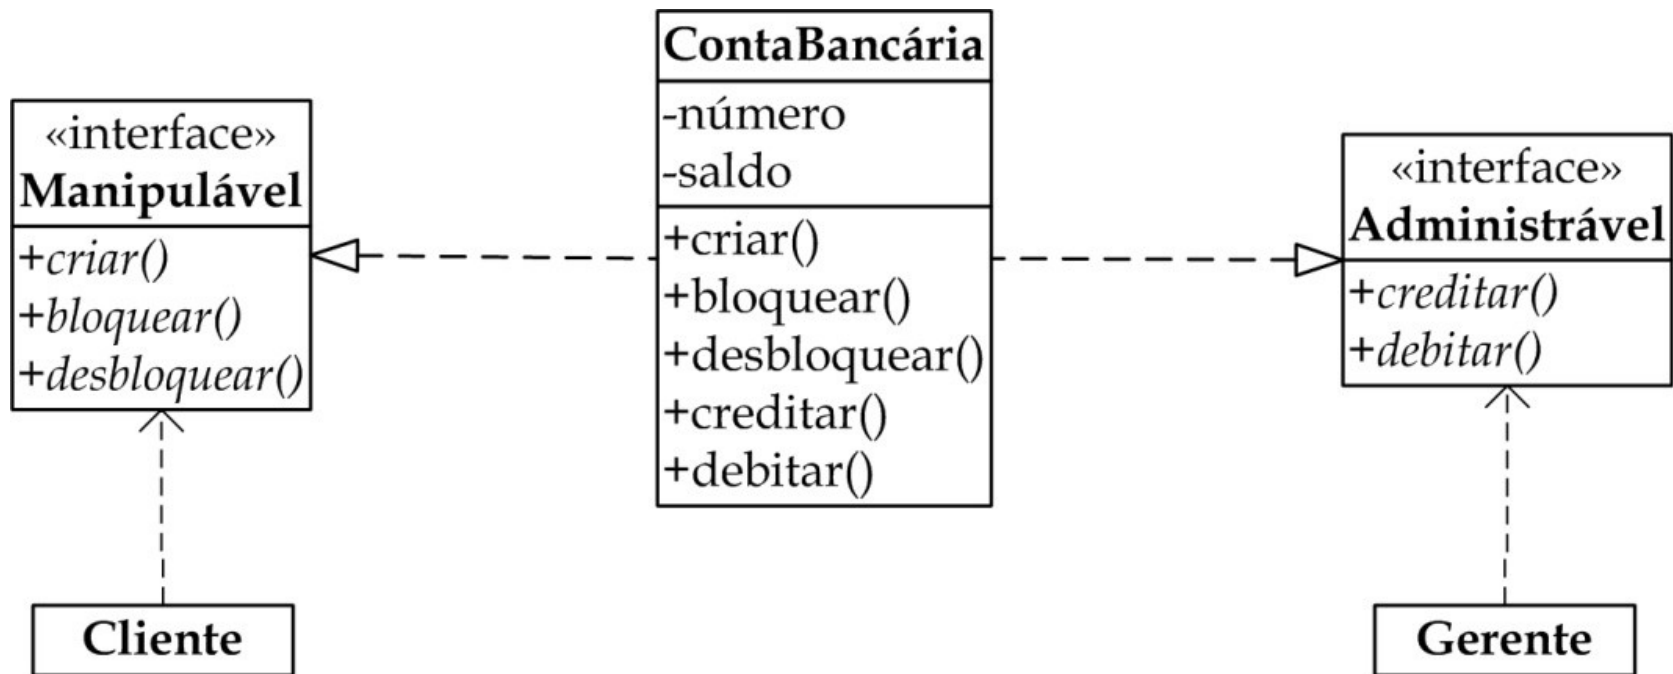 «interface»
Manipulável
+criar()
+bloquear()
+desbloquear()
ContaBancária
-número
-saldo
+criar()
+bloquear()
+desbloquear()
+creditar()
+debitar()
«interface»
Administrável
+creditar()
+debitar()
Cliente
Gerente